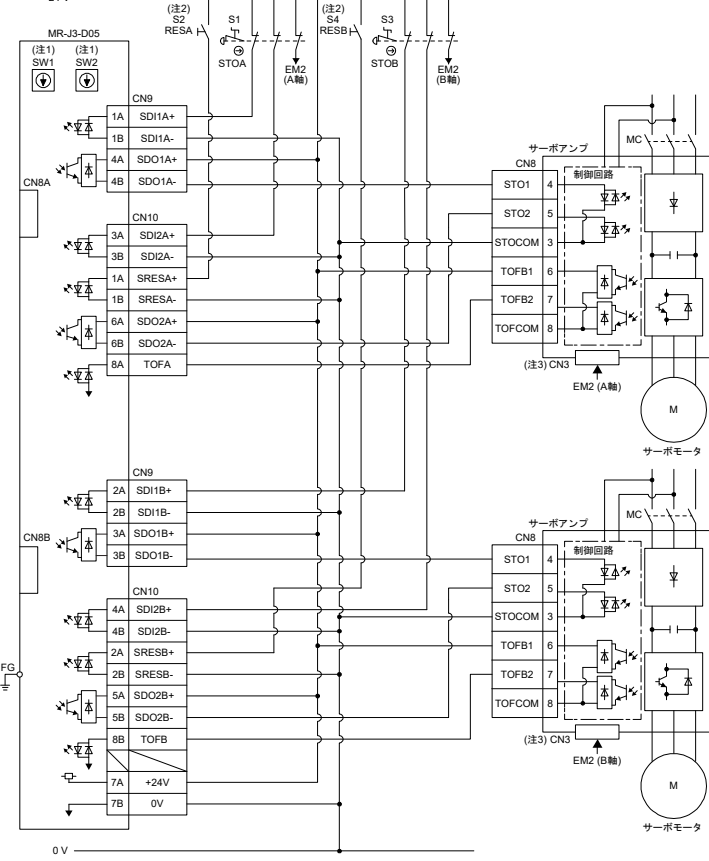 (注2)
S2
RESA
S1
STOA
EM2
(A軸)
(注2)
S4
RESB
S3
STOB
EM2
(B軸)
MR-J3-D05
(注1)
SW1
(注1)
SW2
CN9
1A SDI1A+
1B SDI1A-
4A SDO1A+
4B SDO1A-
CN8A
CN10
3A SDI2A+
3B SDI2A-
1A SRESA+
1B SRESA-
6A SDO2A+
6B SDO2A-
8A TOFA
CN9
2A SDI1B+
2B SDI1B-
3A SDO1B+
3B SDO1B-
CN8B
CN10
4A SDI2B+
4B SDI2B-
2A SRESB+
2B SRESB-
5A SDO2B+
5B SDO2B-
8B TOFB
7A +24V
7B 0V
FG
0 V
MC
サーボアンプ
CN8
制御回路
STO1 4
STO2 5
STOCOM 3
TOFB1 6
TOFB2 7
TOFCOM 8
(注3) CN3
EM2 (A軸)
M
サーボモータ
MC
サーボアンプ
CN8
制御回路
STO1 4
STO2 5
STOCOM 3
TOFB1 6
TOFB2 7
TOFCOM 8
(注3) CN3
EM2 (B軸)
M
サーボモータ